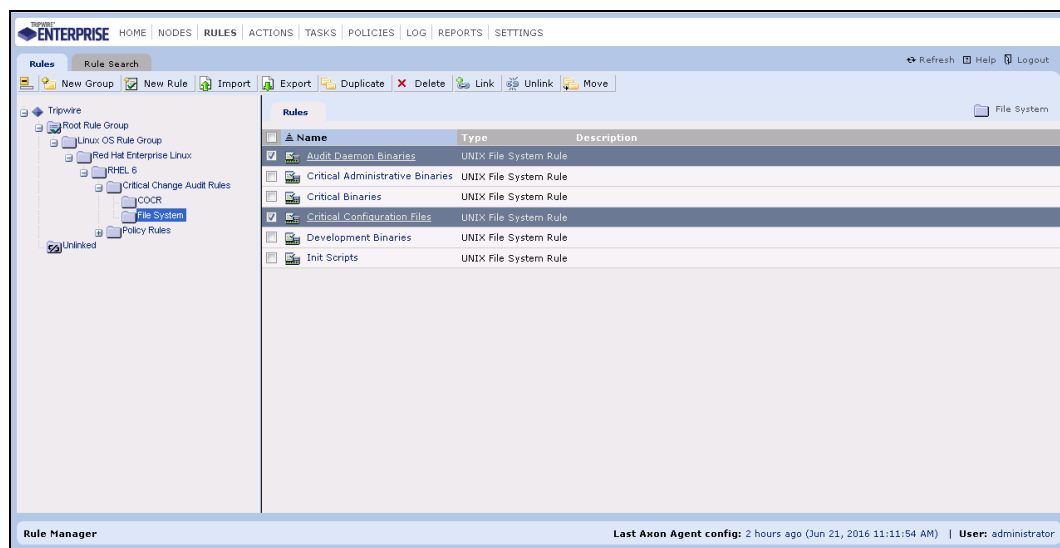 TRIPWIRE
ENTERPRISE HOME NODES RULES ACTIONS TASKS POLICIES LOG REPORTS SETTINGS
Rules Rule Search Refresh Help Logout
New Group New Rule Import Export Duplicate Delete Link Unlink Move
Tripwire
Root Rule Group
Linux OS Rule Group
Red Hat Enterprise Linux
RHEL 6
Critical Change Audit Rules
COCR
File System
Policy Rules
Unlinked
Rules File System
Name Type Description
Audit Daemon Binaries UNIX File System Rule
Critical Administrative Binaries UNIX File System Rule
Critical Binaries UNIX File System Rule
Critical Configuration Files UNIX File System Rule
Development Binaries UNIX File System Rule
Init Scripts UNIX File System Rule
Rule Manager Last Axon Agent config: 2 hours ago (Jun 21, 2016 11:11:54 AM) | User: administrator